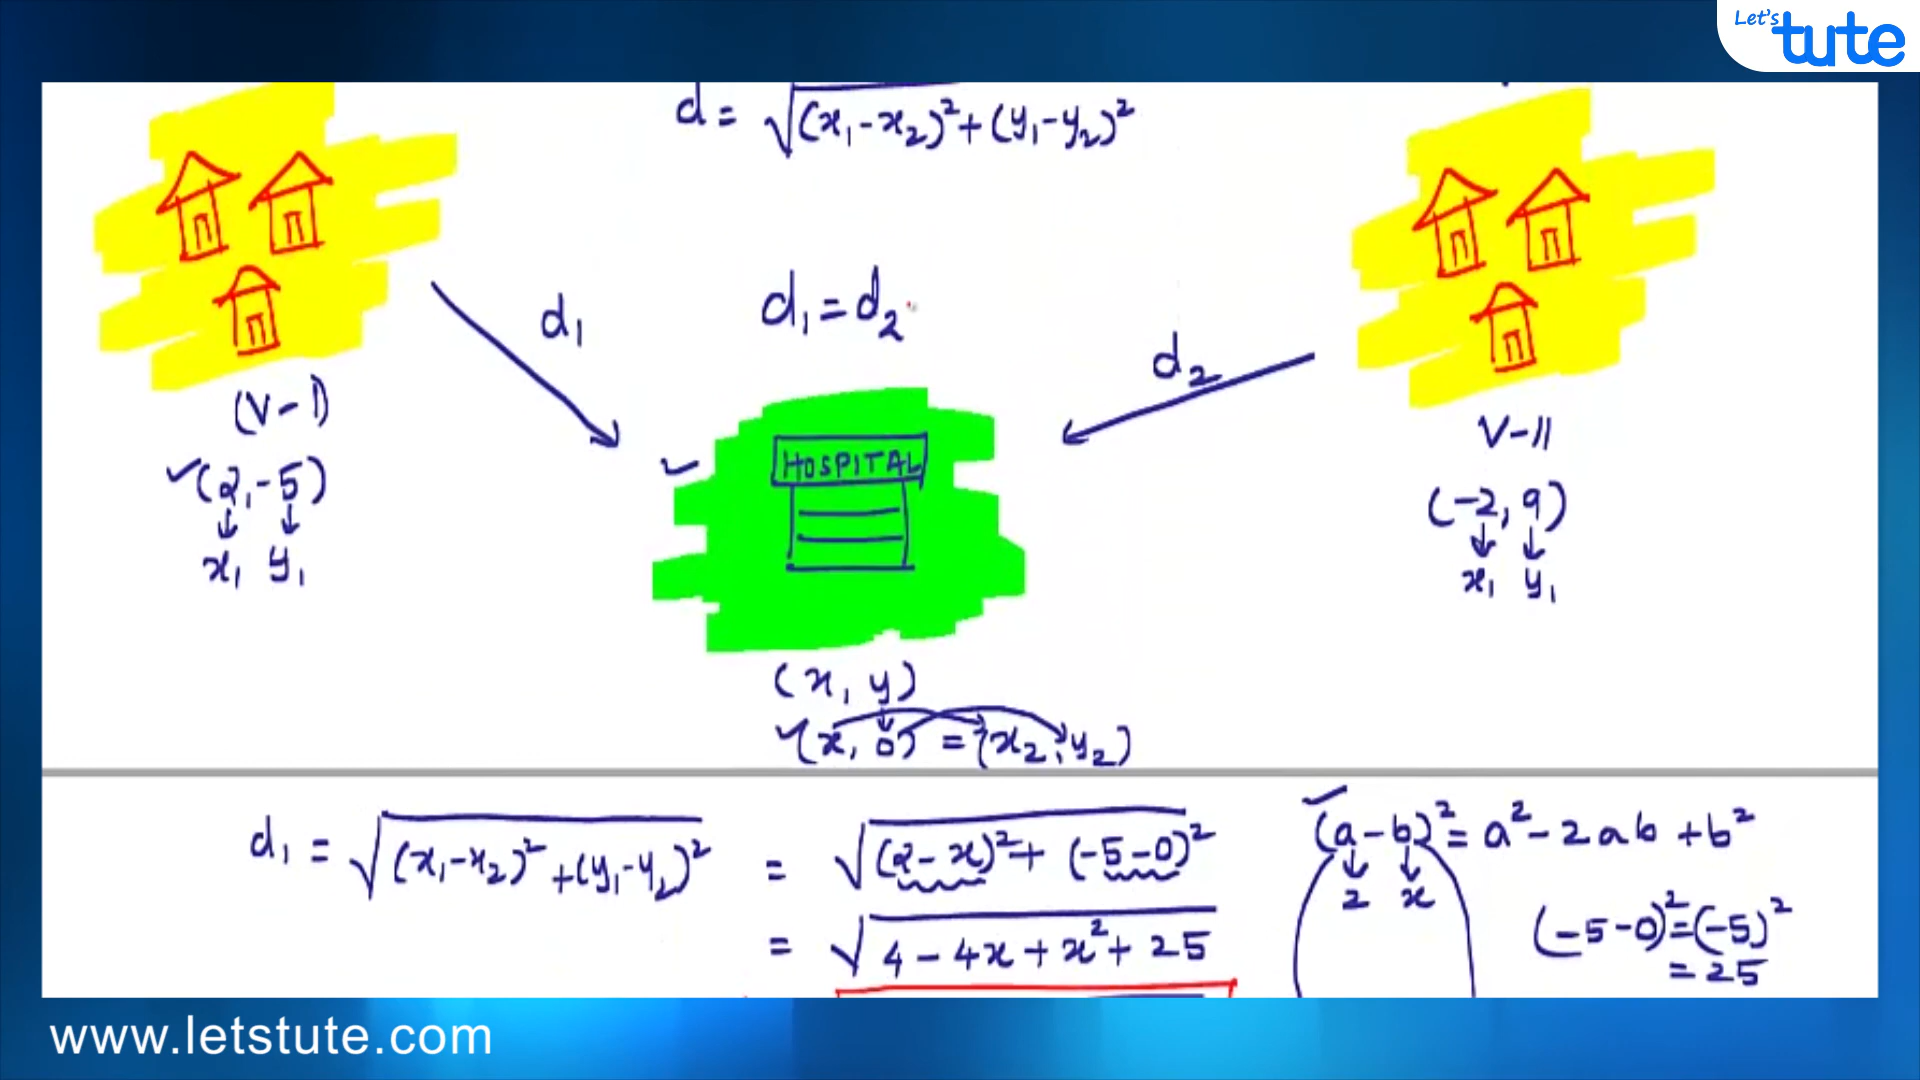 Let's
tute
d = √(x₁-x₂)²+(y₁-y₂)²
d₁
d₁=d₂
d₂
(V-I)
V-II
HOSPITAL
(2,-5)
(-2, 9)
x₁ y₁
x₁ y₁
(x, y)
(x, 0) = (x₂, y₂)
d₁ = √(x₁-x₂)²+(y₁-y₂)² = √(2-x)²+(-5-0)²
= √4-4x+x²+25
(a-b)²= a²-2ab+b²
2 x
(-5-0)²=(-5)²
=25
www.letstute.com